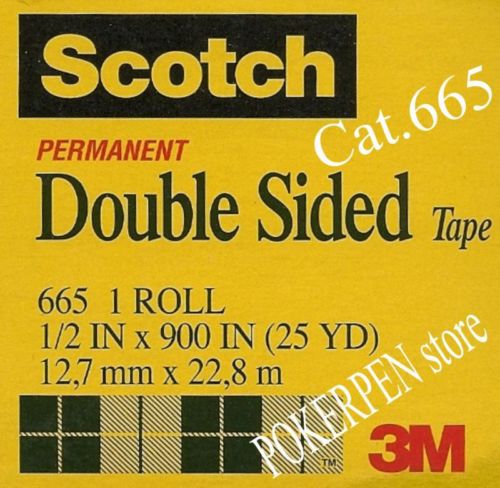 Scotch
Cat.665
PERMANENT
Double Sided Tape
665 1 ROLL
1/2 IN x 900 IN (25 YD)
12,7 mm x 22,8 m
POKERPEN store
TM
3M